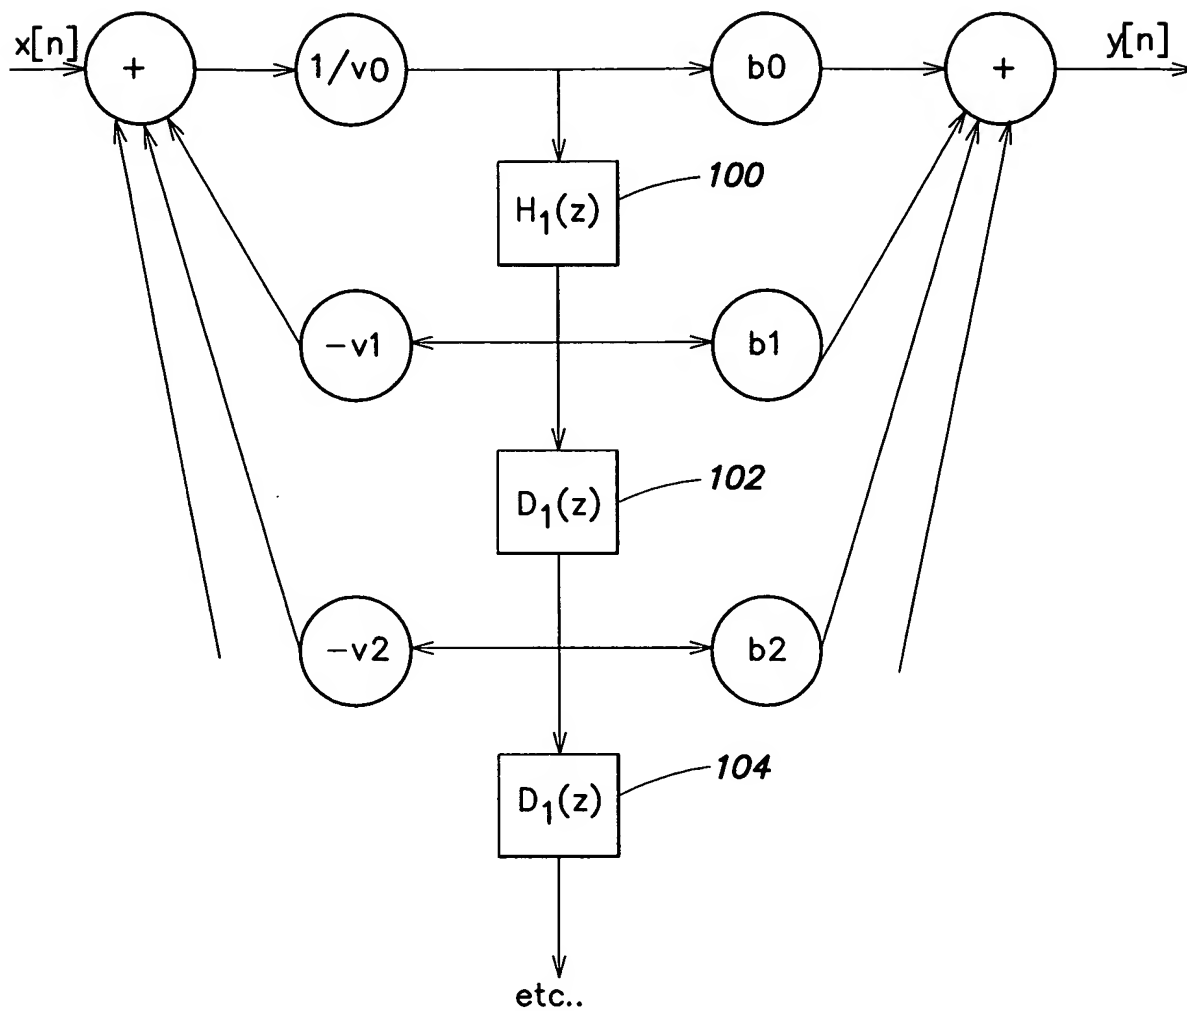 x[n]
+
1/v0
b0
+
y[n]
100
H1(z)
-v1
b1
102
D1(z)
-v2
b2
104
D1(z)
etc..